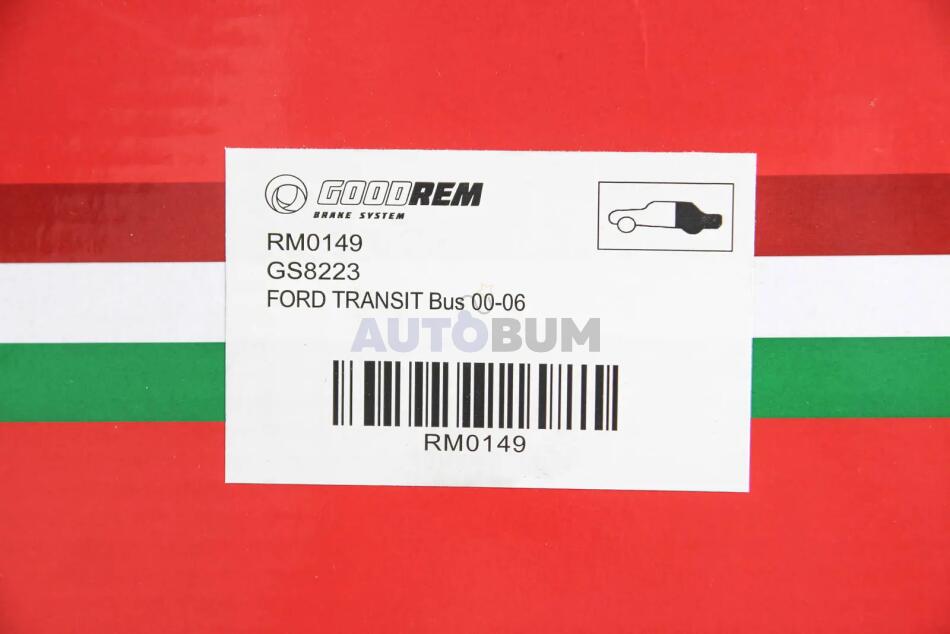 GOODREM
BRAKE SYSTEM
RM0149
GS8223
FORD TRANSIT Bus 00-06
AUTOBUM
RM0149